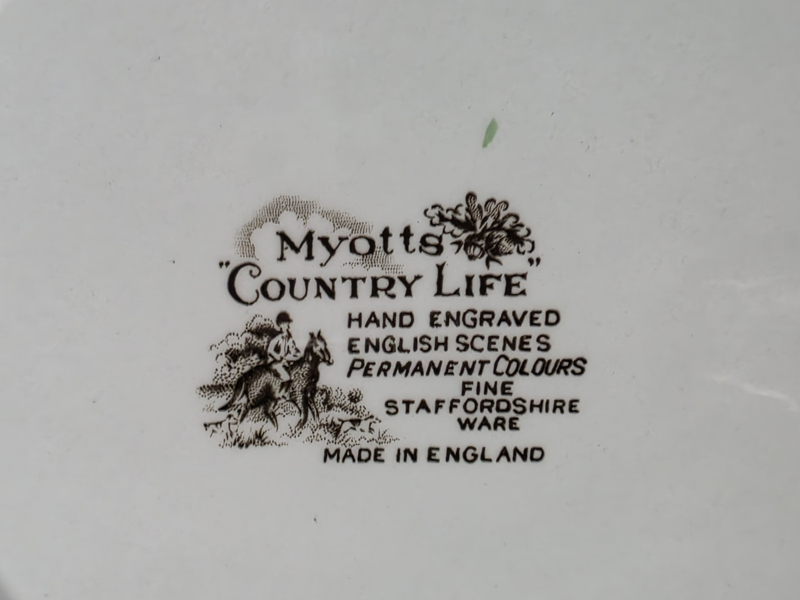 Myotts
"COUNTRY LIFE"
HAND ENGRAVED
ENGLISH SCENES
PERMANENT COLOURS
FINE
STAFFORDSHIRE
WARE
MADE IN ENGLAND